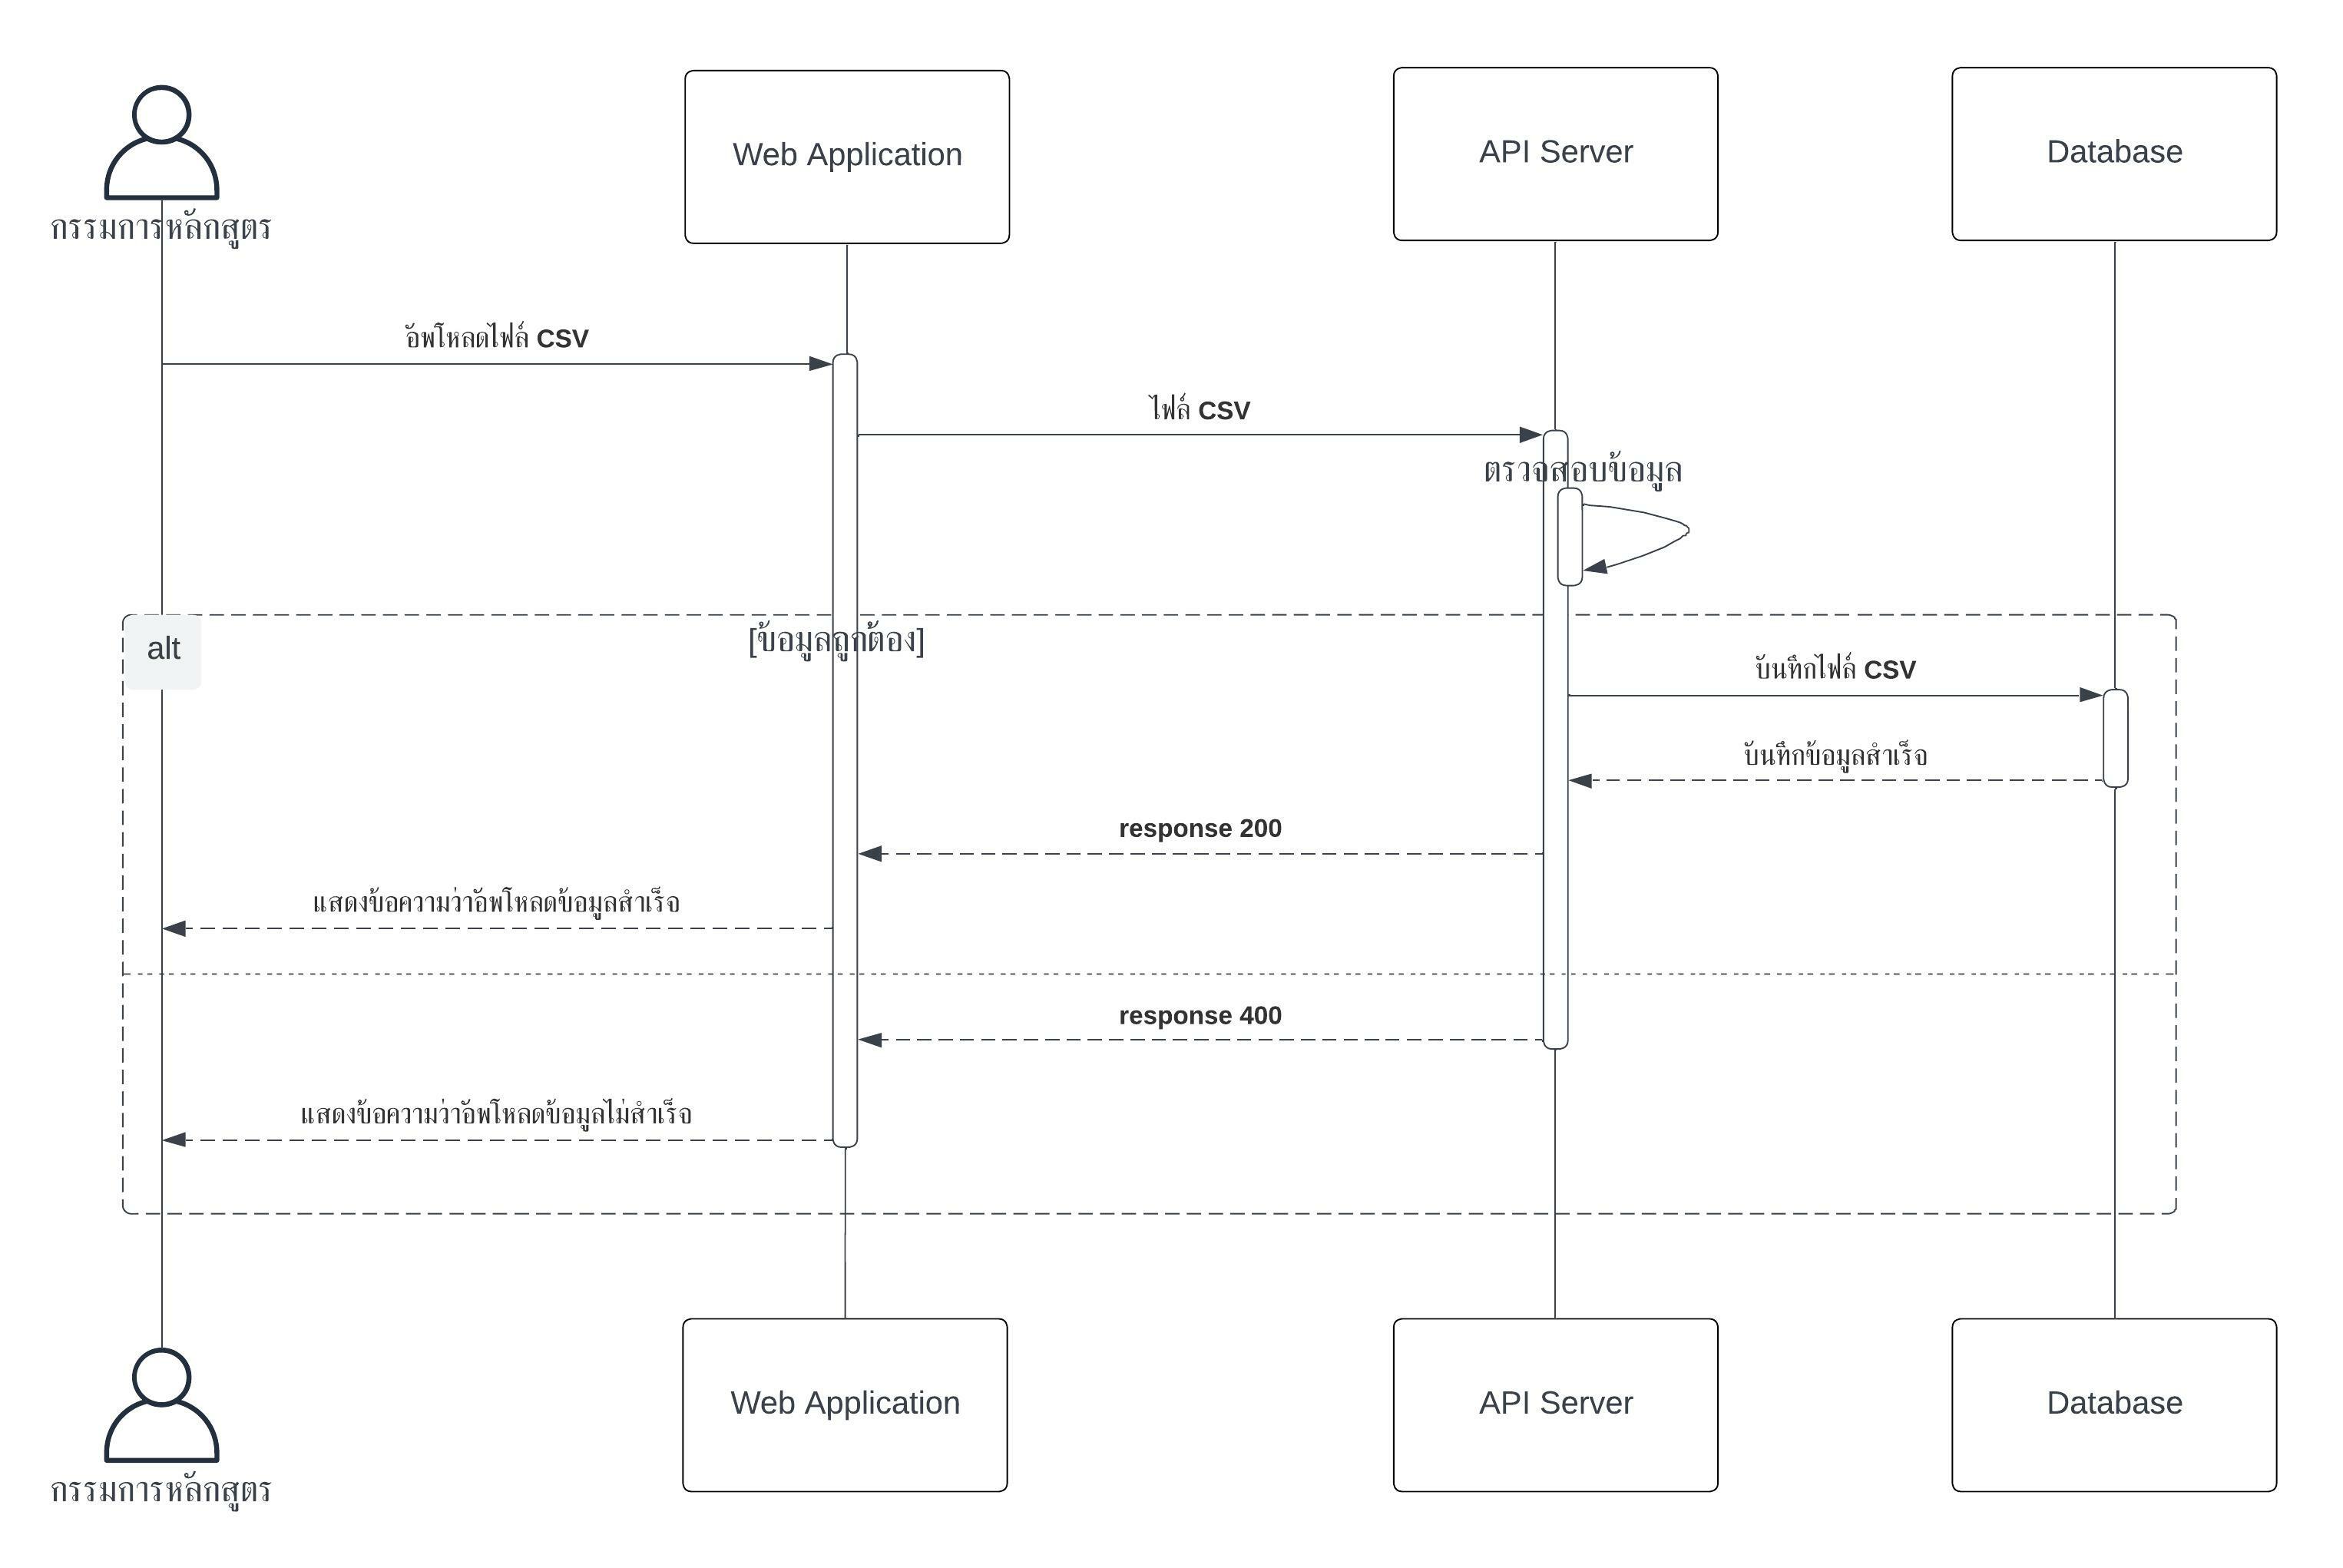 Web Application
API Server
Database
กรรมการหลักสูตร
อัพโหลดไฟล์ CSV
ไฟล์ CSV
ตรวจสอบข้อมูล
alt
[ข้อมูลถูกต้อง]
บันทึกไฟล์ CSV
บันทึกข้อมูลสำเร็จ
response 200
แสดงข้อความว่าอัพโหลดข้อมูลสำเร็จ
response 400
แสดงข้อความว่าอัพโหลดข้อมูลไม่สำเร็จ
Web Application
API Server
Database
กรรมการหลักสูตร